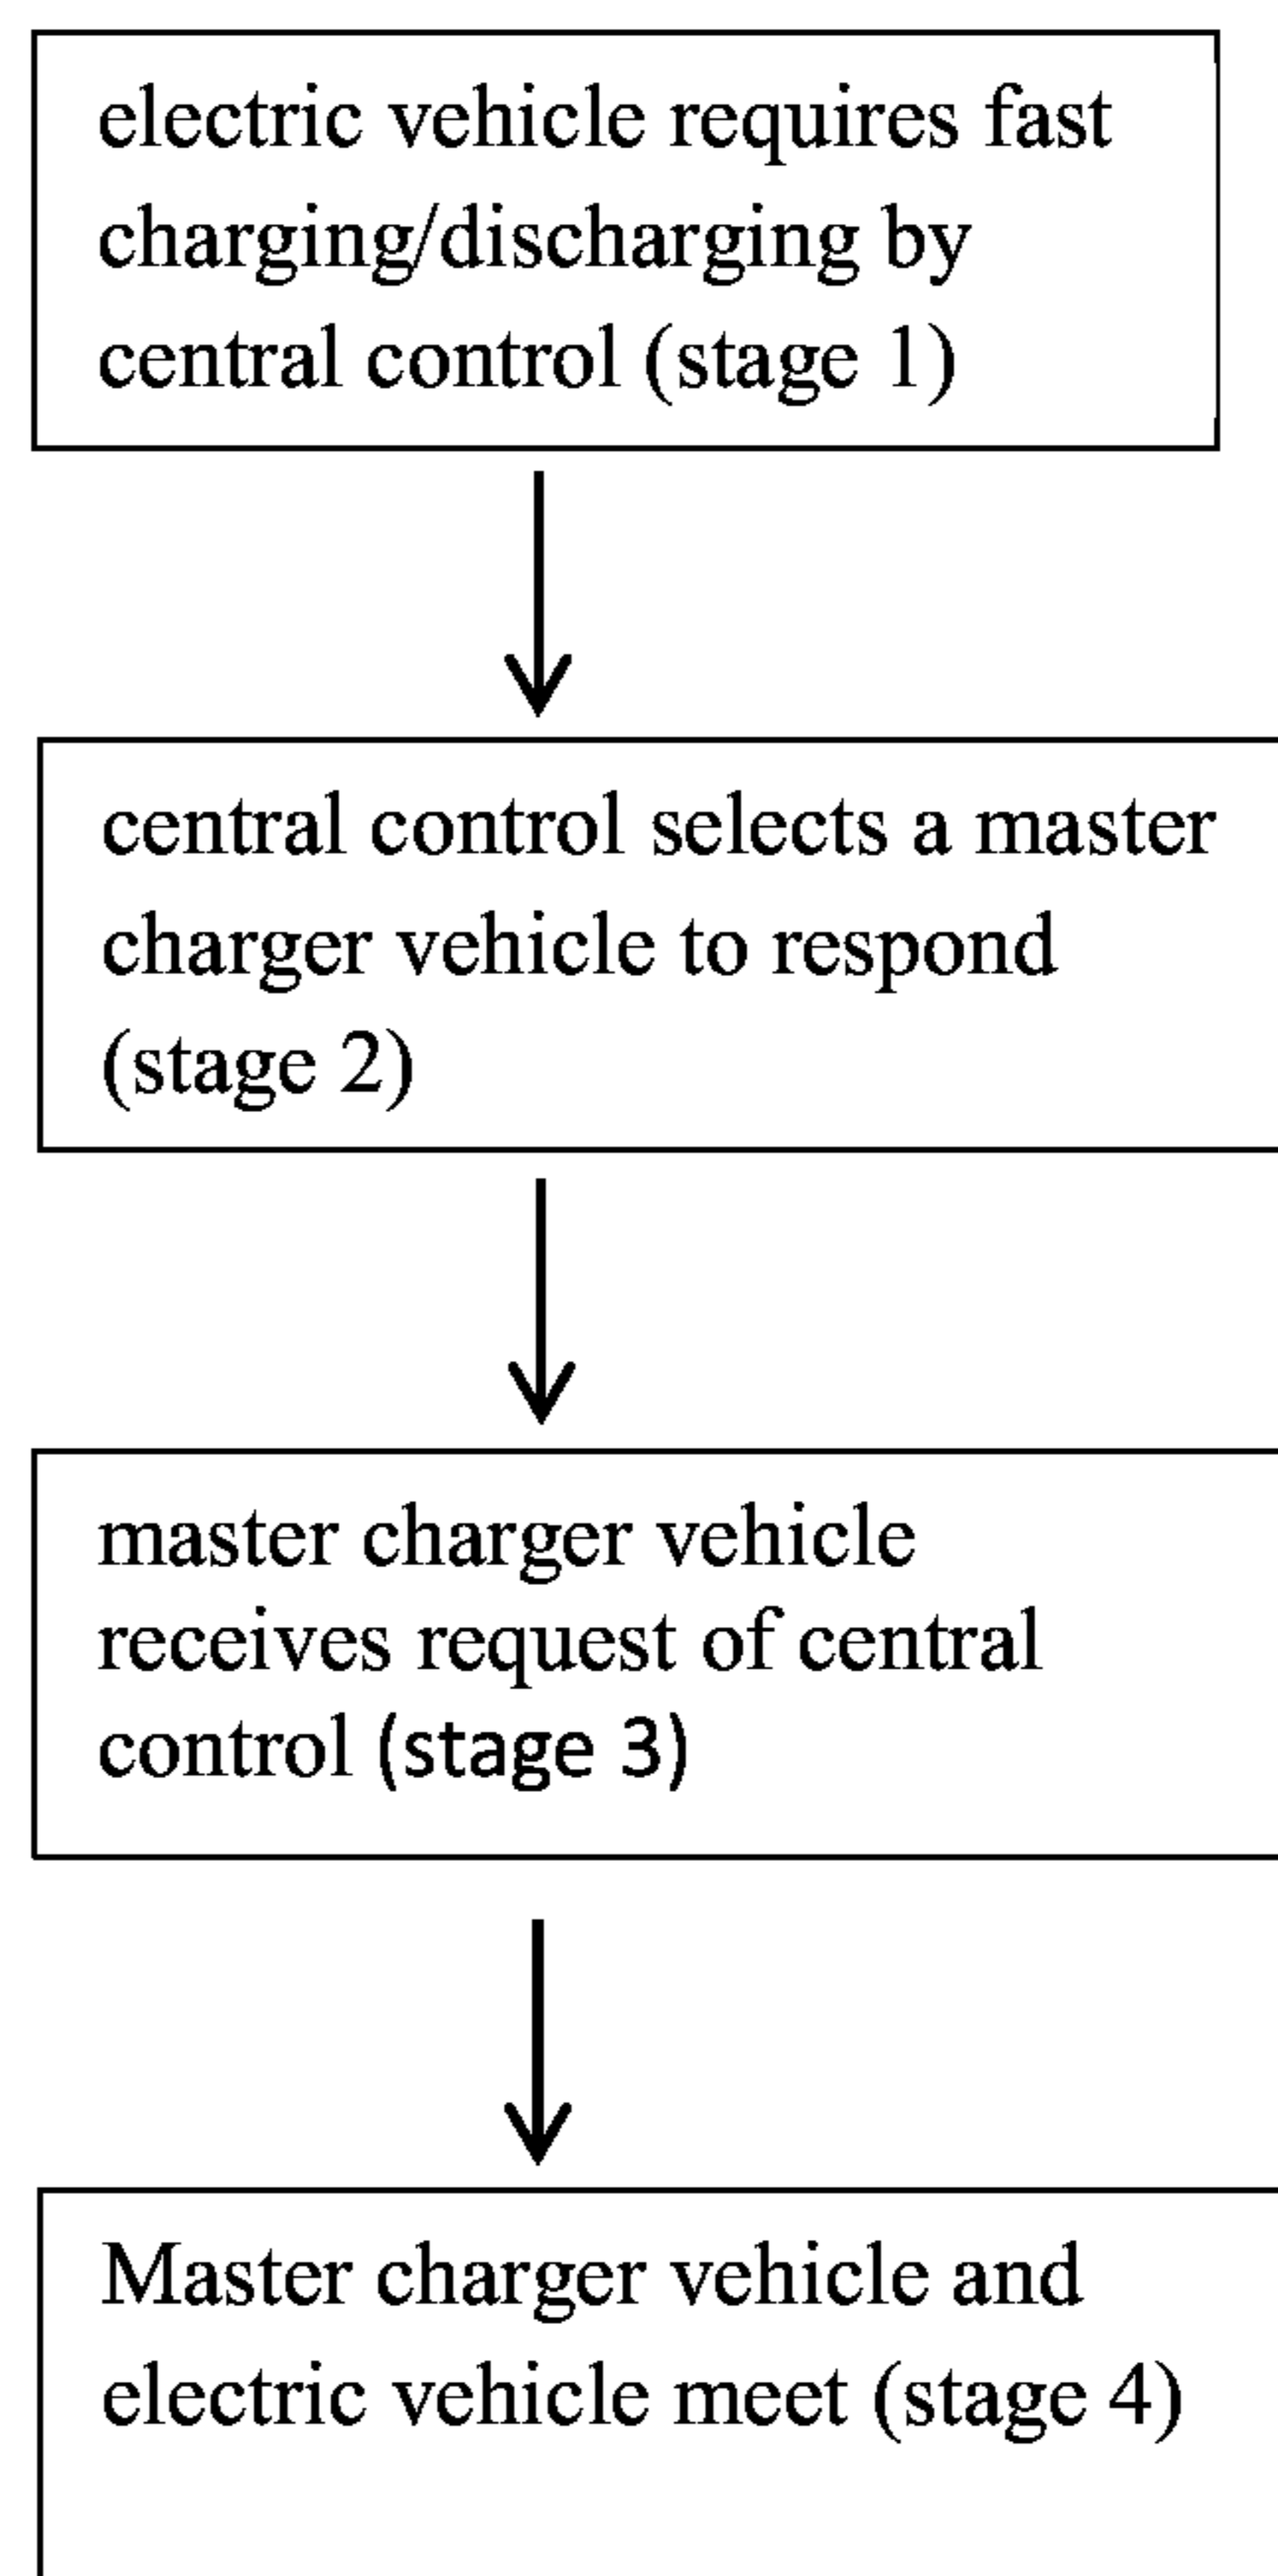 electric vehicle requires fast
charging/discharging by
central control (stage 1)
central control selects a master
charger vehicle to respond
(stage 2)
master charger vehicle
receives request of central
control (stage 3)
Master charger vehicle and
electric vehicle meet (stage 4)